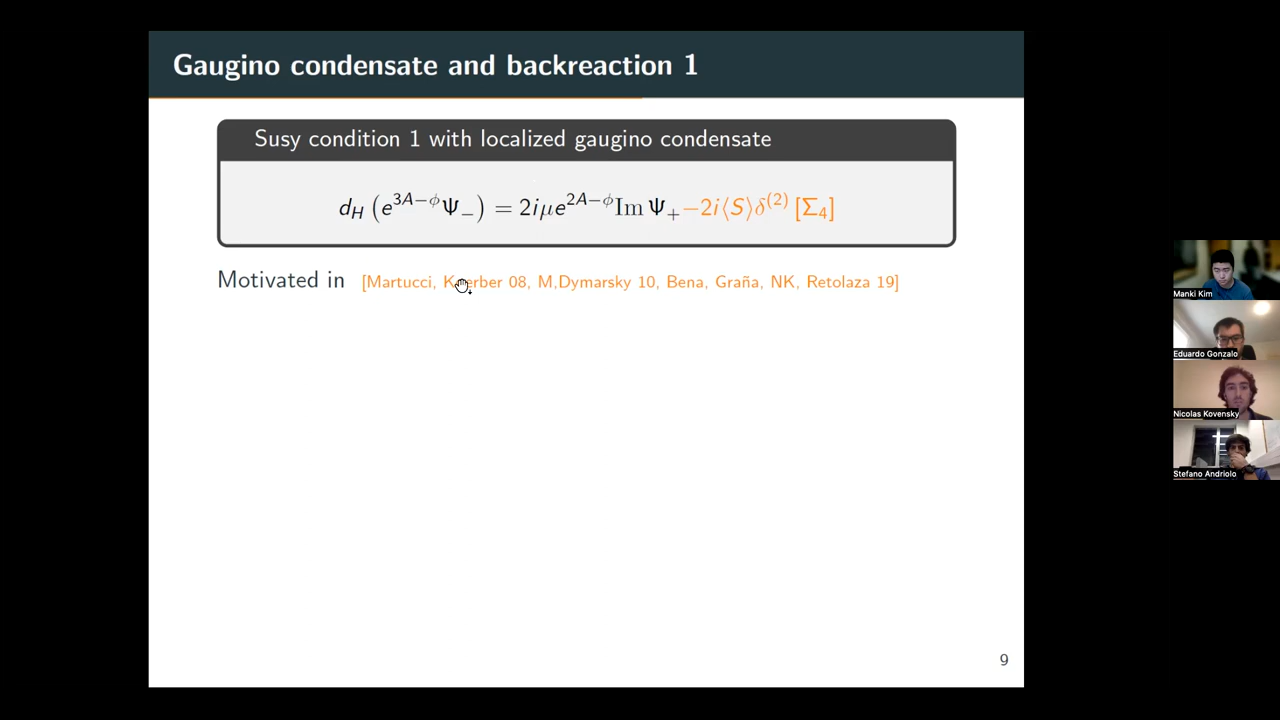 Gaugino condensate and backreaction 1
Susy condition 1 with localized gaugino condensate
d_H (e^{3A−ϕ}Ψ_−) = 2iμe^{2A−ϕ}Im Ψ_+ −2i⟨S⟩δ^{(2)} [Σ_4]
Motivated in [Martucci, Koerber 08, M,Dymarsky 10, Bena, Graña, NK, Retolaza 19]
9
Manki Kim
Eduardo Gonzalo
Nicolas Kovensky
Stefano Andriolo